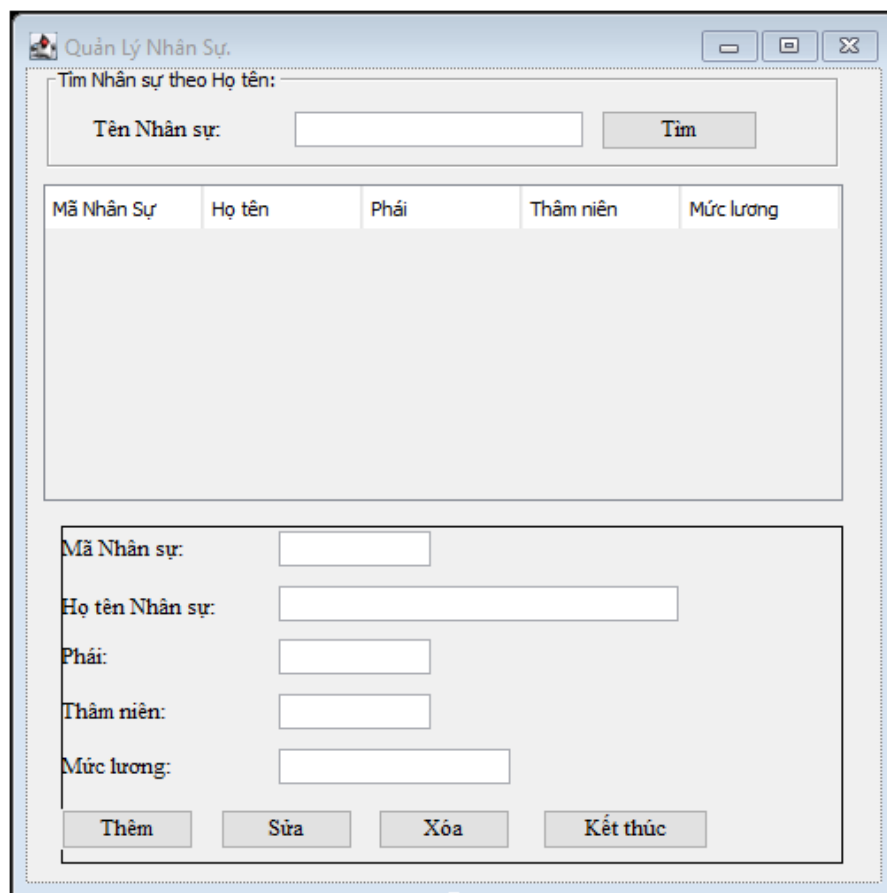 Quản Lý Nhân Sự.
Tìm Nhân sự theo Họ tên:
Tên Nhân sự: Tìm
Mã Nhân Sự Họ tên Phái Thâm niên Mức lương
Mã Nhân sự:
Họ tên Nhân sự:
Phái:
Thâm niên:
Mức lương:
Thêm Sửa Xóa Kết thúc